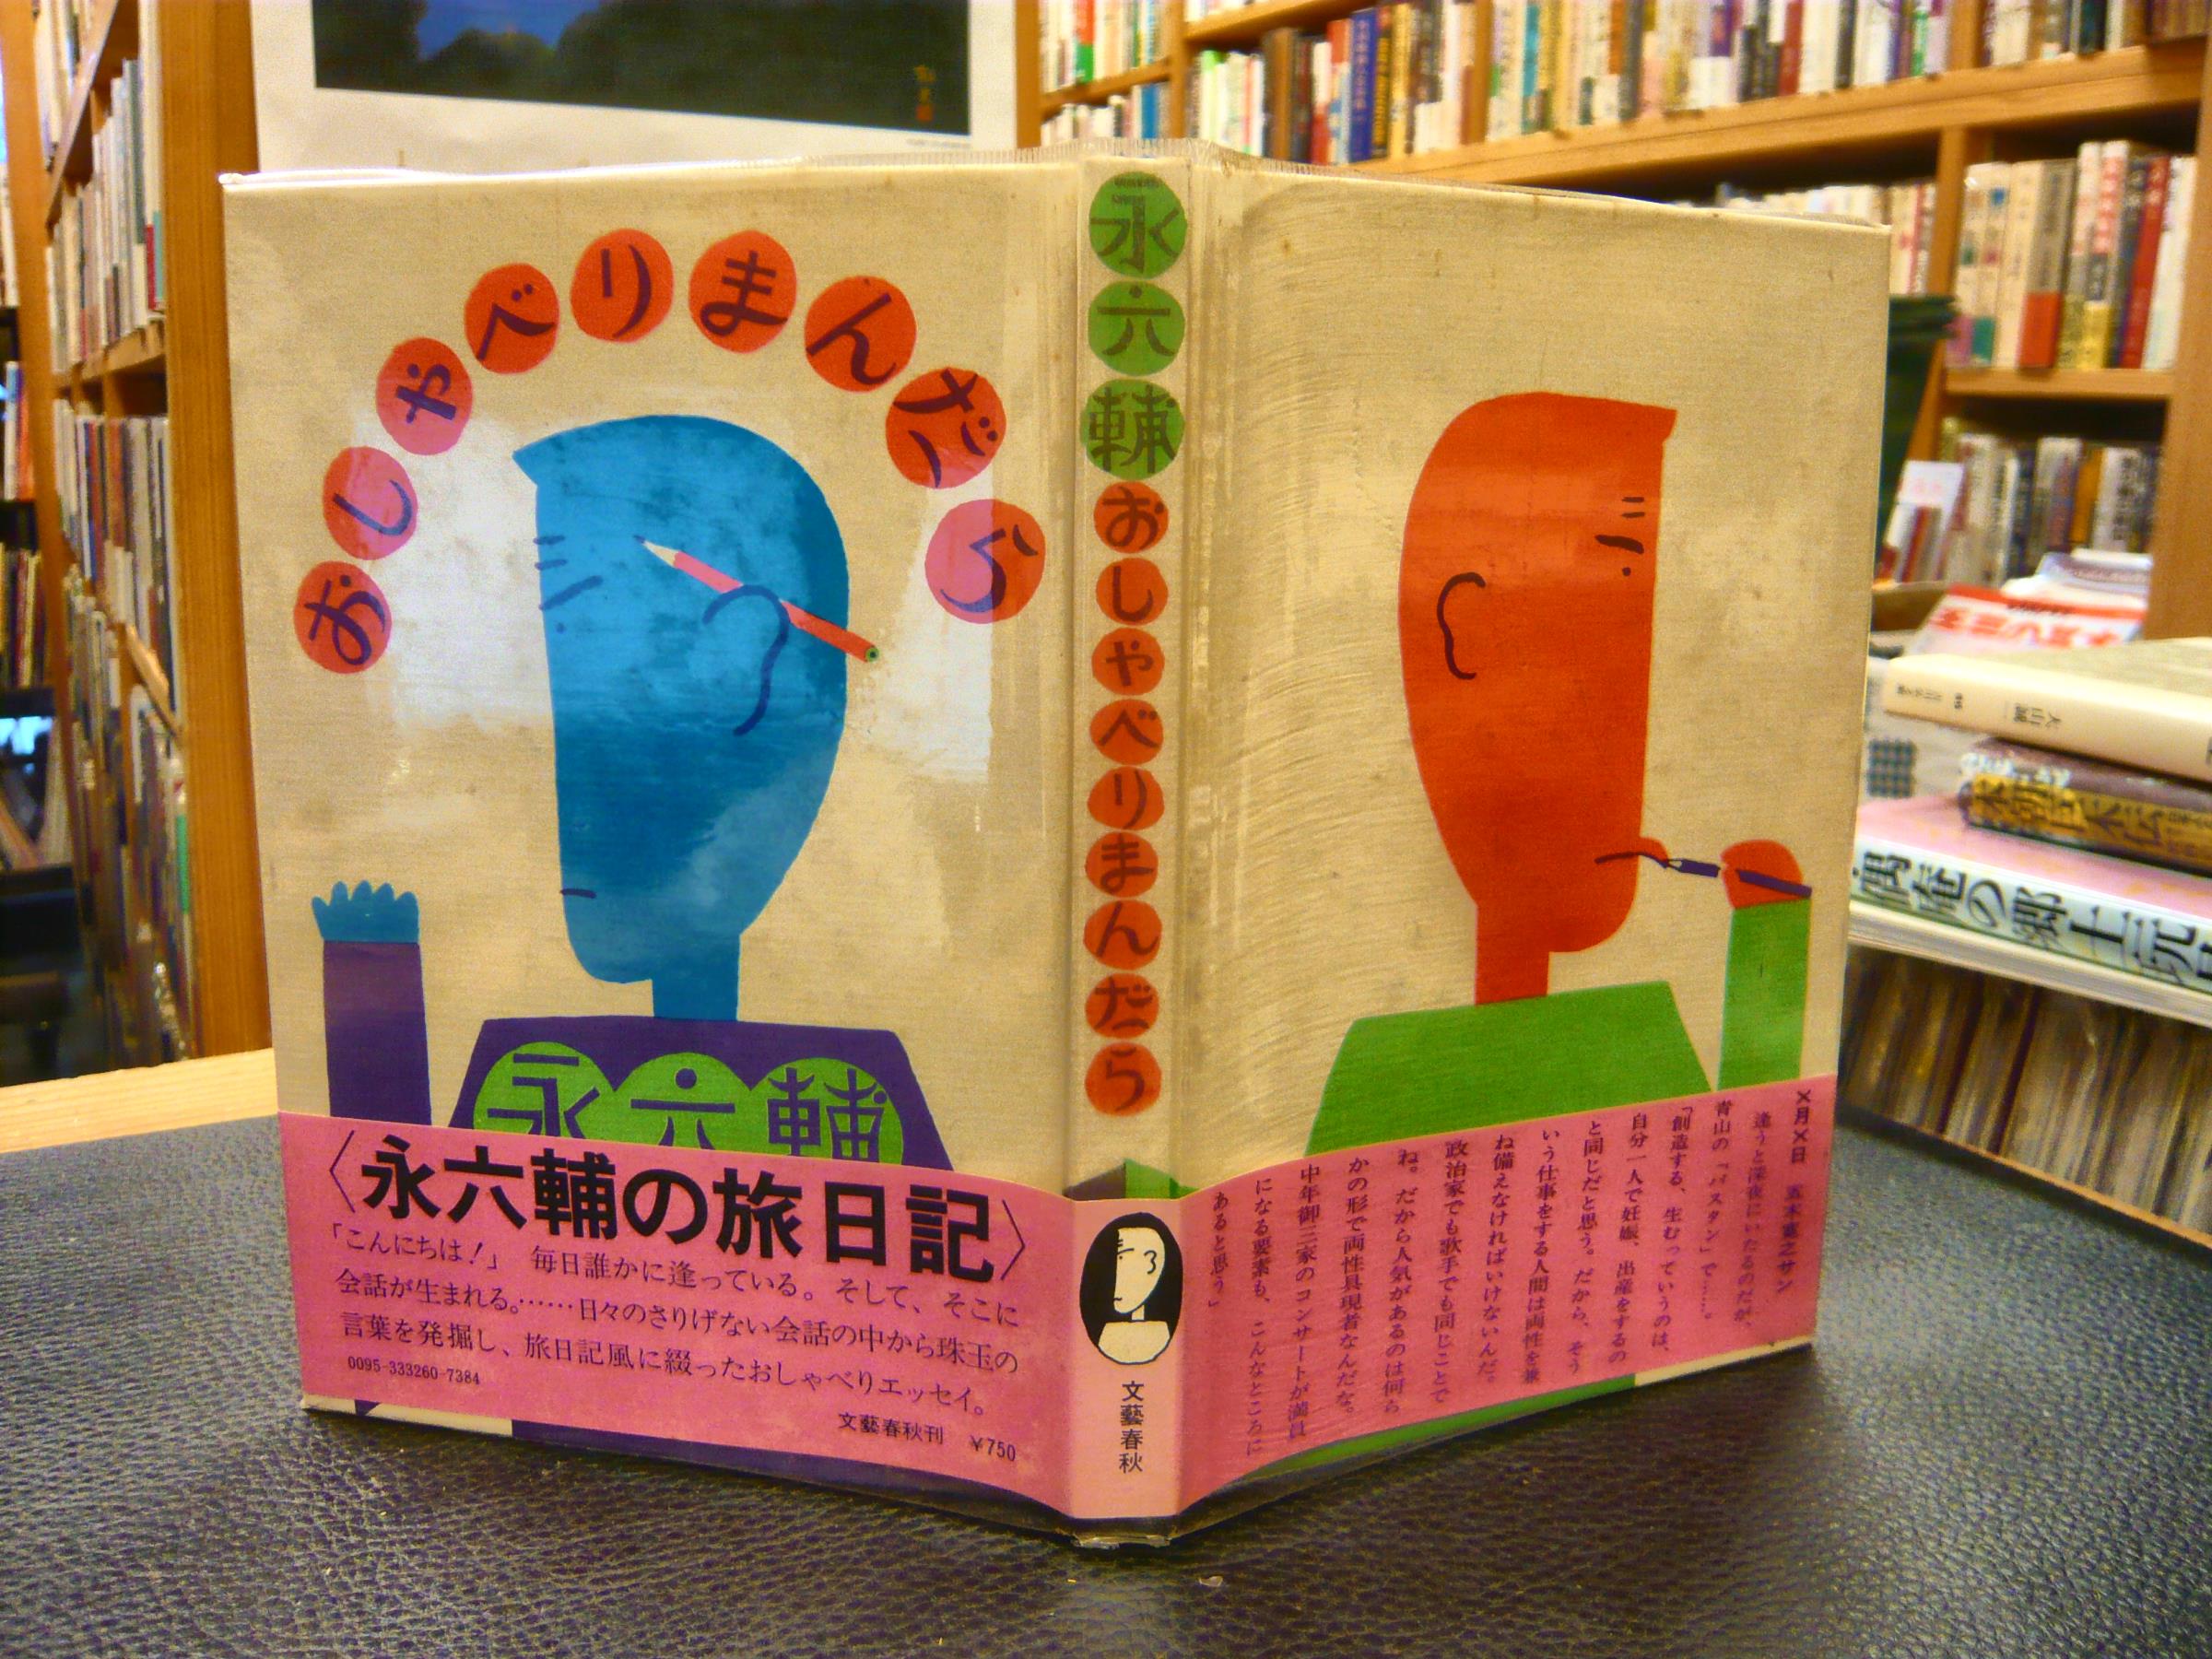 おしゃべりまんだら
永六輔
〈永六輔の旅日記〉
「こんにちは!」 毎日誰かに逢っている。そして、そこに
会話が生まれる。……日々のさりげない会話の中から珠玉の
言葉を発掘し、旅日記風に綴ったおしゃべりエッセイ。
0095-333260-7384
文藝春秋刊 ¥750
永六輔
おしゃべりまんだら
文藝春秋
×月×日 五木寛之サン
逢うと深夜にいたるのだが、
青山の『パスタン』で……。
「創造する、生むっていうのは、
自分一人で妊娠、出産をするの
と同じだと思う。だから、そう
いう仕事をする人間は両性を兼
ね備えなければいけないんだ。
政治家でも歌手でも同じことで
ね。だから人気があるのは何ら
かの形で両性具現者なんだな。
中年御三家のコンサートが満員
になる要素も、こんなところに
あると思う」